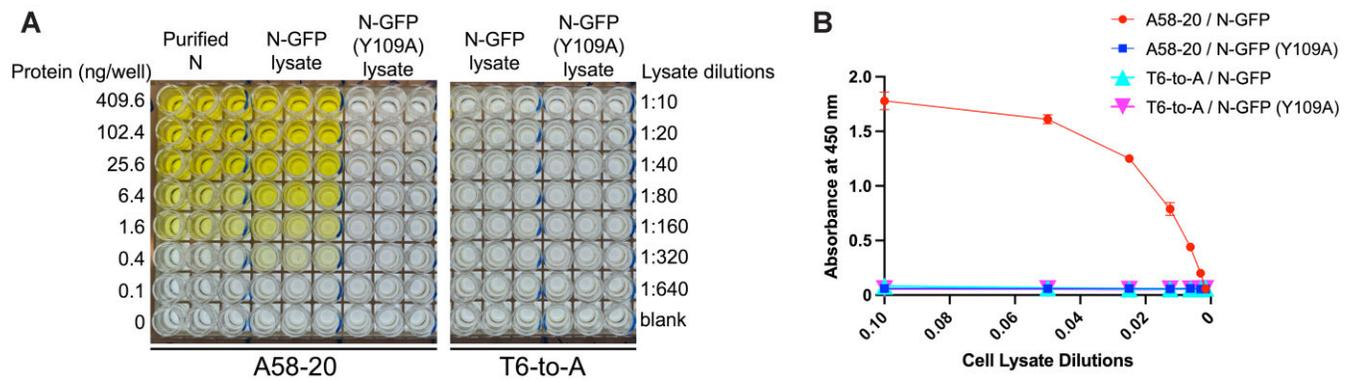 A
Purified
N
N-GFP
lysate
N-GFP
(Y109A)
lysate
N-GFP
lysate
N-GFP
(Y109A)
lysate
Protein (ng/well)
Lysate dilutions
409.6
102.4
25.6
6.4
1.6
0.4
0.1
0
1:10
1:20
1:40
1:80
1:160
1:320
1:640
blank
A58-20
T6-to-A
B
A58-20 / N-GFP
A58-20 / N-GFP (Y109A)
T6-to-A / N-GFP
T6-to-A / N-GFP (Y109A)
Absorbance at 450 nm
2.0
1.5
1.0
0.5
0
0.10
0.08
0.06
0.04
0.02
0
Cell Lysate Dilutions